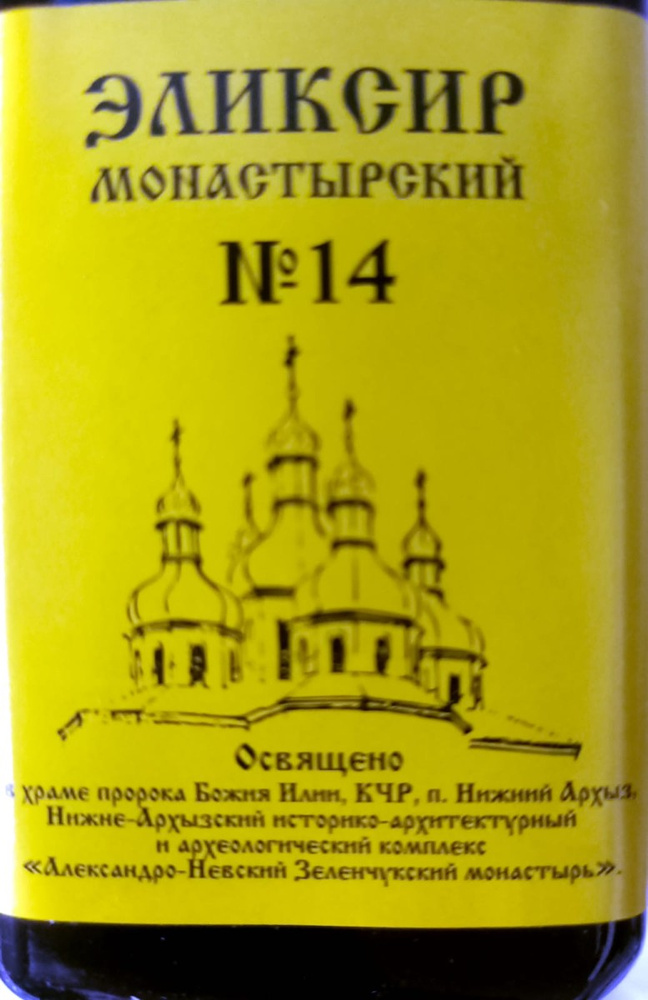 ЭЛИКСИР
МОНАСТЫРСКИЙ
№14
Освящено
в храме пророка Божия Илии, КЧР, п. Нижний Архыз,
Нижне-Архызский историко-архитектурный
и археологический комплекс
«Александро-Невский Зеленчукский монастырь».